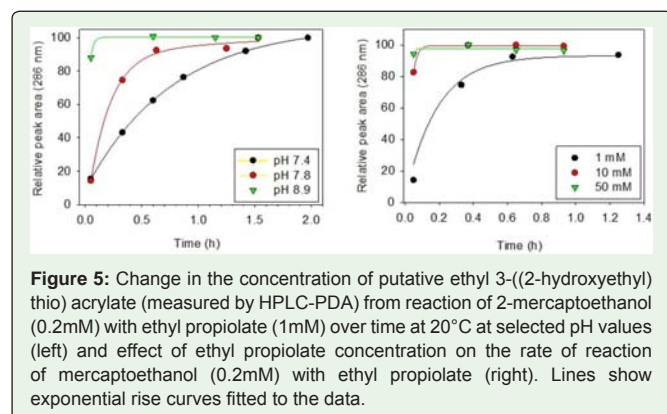 Relative peak area (286 nm)
100
80
60
40
20
0
0.0
0.5
1.0
1.5
2.0
Time (h)
pH 7.4
pH 7.8
pH 8.9
Relative peak area (286 nm)
100
80
60
40
20
0
0.0
0.2
0.4
0.6
0.8
1.0
1.2
1.4
Time (h)
1 mM
10 mM
50 mM
Figure 5: Change in the concentration of putative ethyl 3-((2-hydroxyethyl)
thio) acrylate (measured by HPLC-PDA) from reaction of 2-mercaptoethanol
(0.2mM) with ethyl propiolate (1mM) over time at 20°C at selected pH values
(left) and effect of ethyl propiolate concentration on the rate of reaction
of mercaptoethanol (0.2mM) with ethyl propiolate (right). Lines show
exponential rise curves fitted to the data.